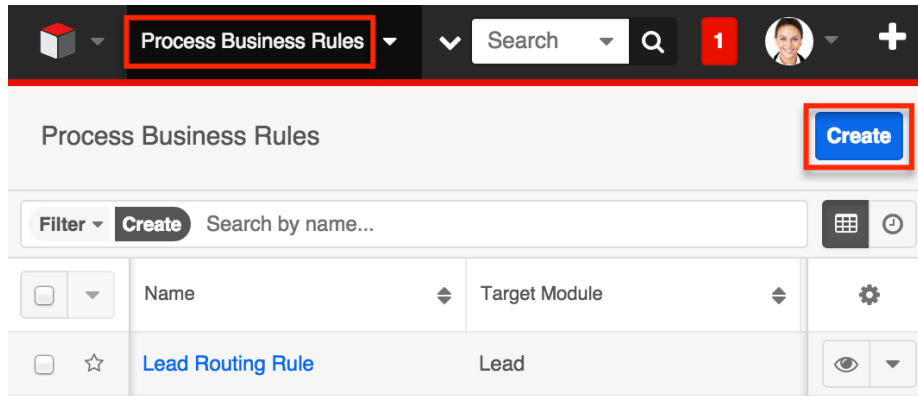 Process Business Rules Search 1
Process Business Rules Create
Filter Create Search by name...
Name Target Module
Lead Routing Rule Lead